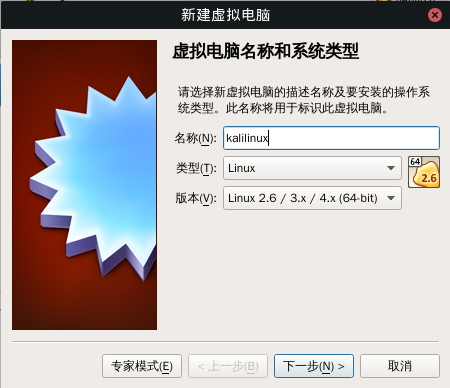 新建虚拟电脑
虚拟电脑名称和系统类型
请选择新虚拟电脑的描述名称及要安装的操作系
统类型。此名称将用于标识此虚拟电脑。
名称(N): kalilinux
类型(T): Linux
64
2.6
版本(V): Linux 2.6 / 3.x / 4.x (64-bit)
专家模式(E) < 上一步(B) 下一步(N) > 取消